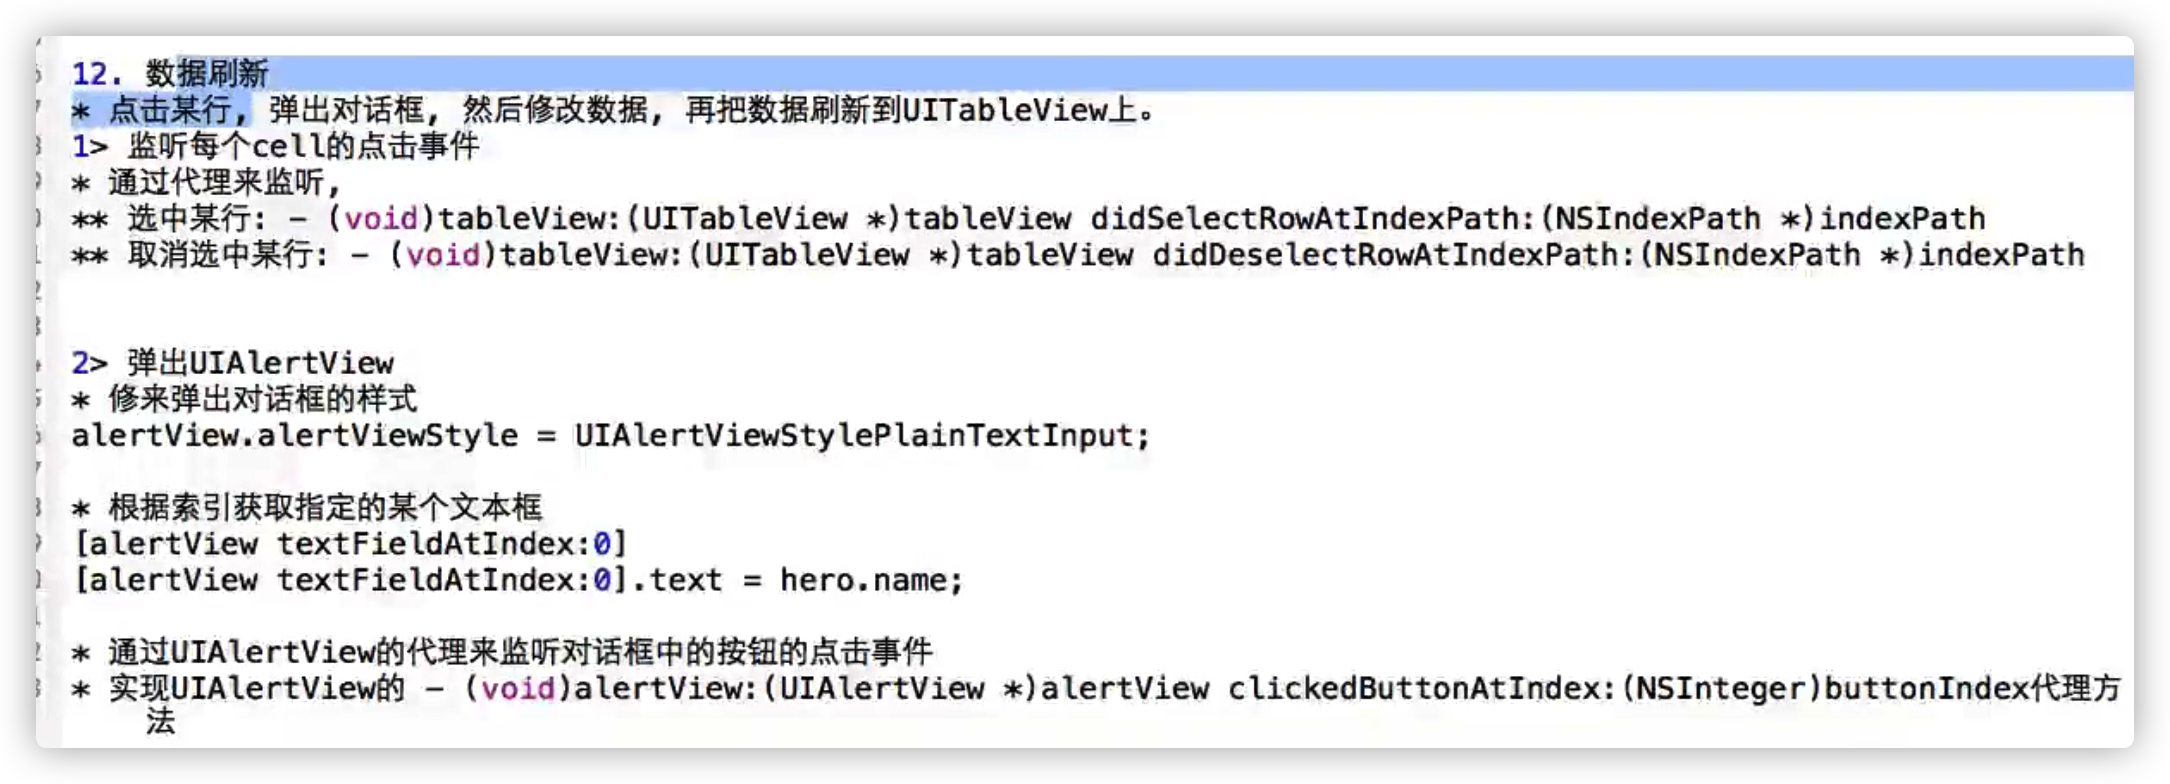 12. 数据刷新
* 点击某行, 弹出对话框, 然后修改数据, 再把数据刷新到UITableView上。
1> 监听每个cell的点击事件
* 通过代理来监听,
** 选中某行: - (void)tableView:(UITableView *)tableView didSelectRowAtIndexPath:(NSIndexPath *)indexPath
** 取消选中某行: - (void)tableView:(UITableView *)tableView didDeselectRowAtIndexPath:(NSIndexPath *)indexPath
2> 弹出UIAlertView
* 修来弹出对话框的样式
alertView.alertViewStyle = UIAlertViewStylePlainTextInput;
* 根据索引获取指定的某个文本框
[alertView textFieldAtIndex:0]
[alertView textFieldAtIndex:0].text = hero.name;
* 通过UIAlertView的代理来监听对话框中的按钮的点击事件
* 实现UIAlertView的 - (void)alertView:(UIAlertView *)alertView clickedButtonAtIndex:(NSInteger)buttonIndex代理方
法